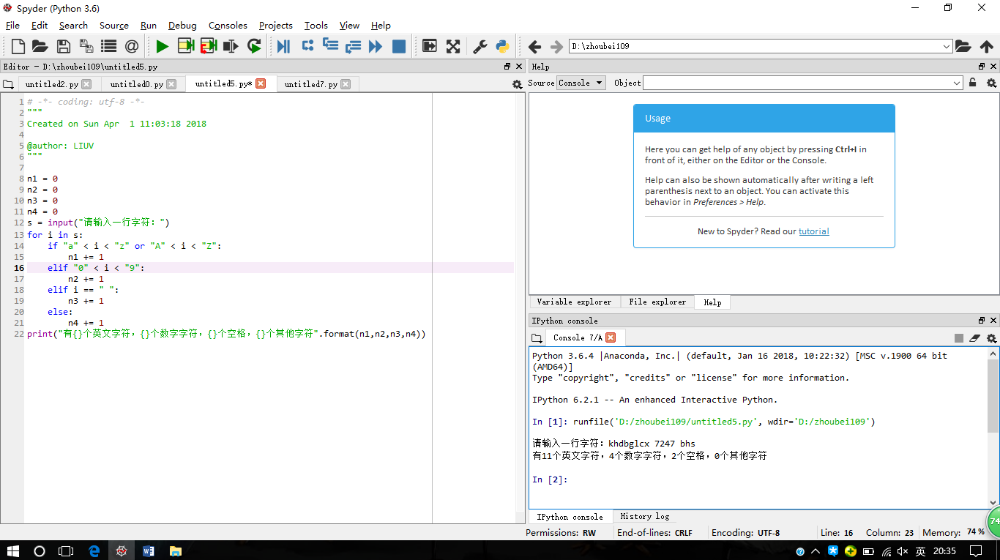 Spyder (Python 3.6)
File Edit Search Source Run Debug Consoles Projects Tools View Help
D:\zhoubei109
Editor - D:\zhoubei109\untitled5.py
untitled2.py untitled0.py untitled5.py* untitled7.py
1 # -*- coding: utf-8 -*-
2 """
3 Created on Sun Apr  1 11:03:18 2018
4
5 @author: LIUV
6 """
7
8 n1 = 0
9 n2 = 0
10 n3 = 0
11 n4 = 0
12 s = input("请输入一行字符：")
13 for i in s:
14     if "a" < i < "z" or "A" < i < "Z":
15         n1 += 1
16     elif "0" < i < "9":
17         n2 += 1
18     elif i == " ":
19         n3 += 1
20     else:
21         n4 += 1
22 print("有{}个英文字符，{}个数字字符，{}个空格，{}个其他字符".format(n1,n2,n3,n4))
Help
Source Console Object
Usage
Here you can get help of any object by pressing Ctrl+I in
front of it, either on the Editor or the Console.
Help can also be shown automatically after writing a left
parenthesis next to an object. You can activate this
behavior in Preferences > Help.
New to Spyder? Read our tutorial
Variable explorer File explorer Help
IPython console
Console 7/A
Python 3.6.4 |Anaconda, Inc.| (default, Jan 16 2018, 10:22:32) [MSC v.1900 64 bit
(AMD64)]
Type "copyright", "credits" or "license" for more information.
IPython 6.2.1 -- An enhanced Interactive Python.
In [1]: runfile('D:/zhoubei109/untitled5.py', wdir='D:/zhoubei109')
请输入一行字符：khdbglcx 7247 bhs
有11个英文字符，4个数字字符，2个空格，0个其他字符
In [2]:
IPython console History log
Permissions: RW End-of-lines: CRLF Encoding: UTF-8 Line: 16 Column: 23 Memory: 74 %
74
英 20:35